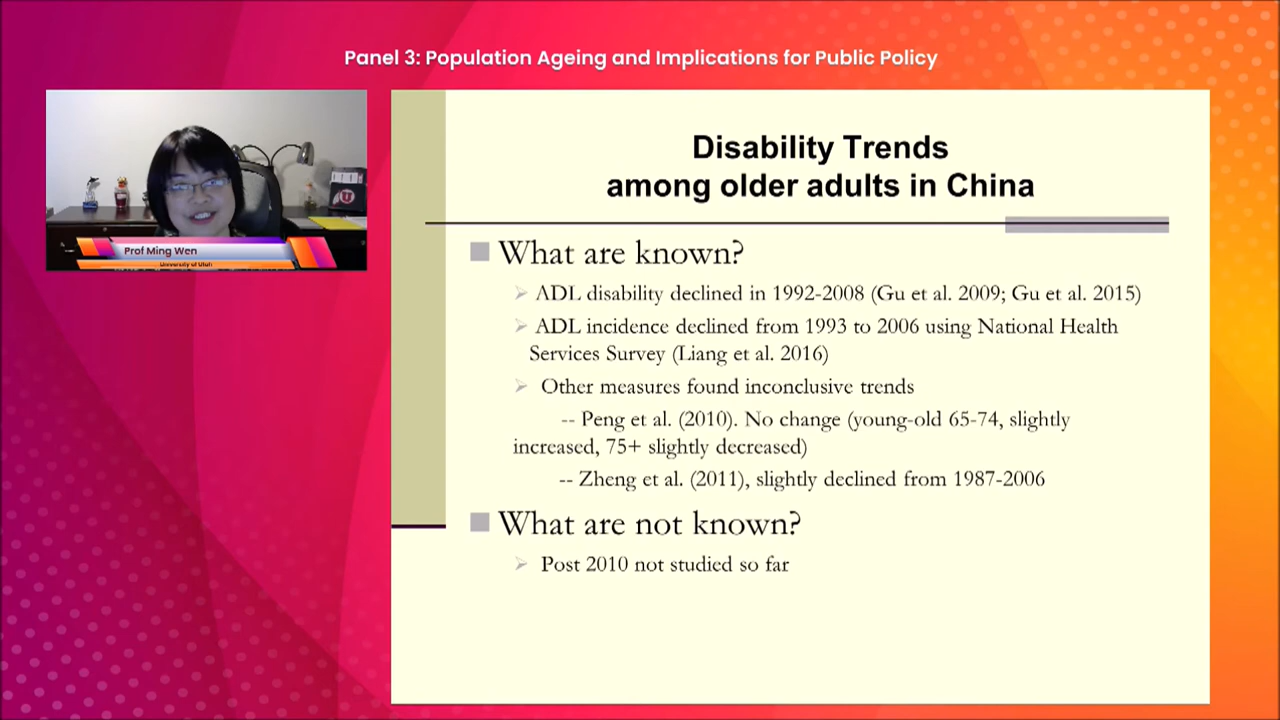 Panel 3: Population Ageing and Implications for Public Policy
U
Prof Ming Wen
University of Utah
Disability Trends
among older adults in China
What are known?
ADL disability declined in 1992-2008 (Gu et al. 2009; Gu et al. 2015)
ADL incidence declined from 1993 to 2006 using National Health
Services Survey (Liang et al. 2016)
Other measures found inconclusive trends
-- Peng et al. (2010). No change (young-old 65-74, slightly
increased, 75+ slightly decreased)
-- Zheng et al. (2011), slightly declined from 1987-2006
What are not known?
Post 2010 not studied so far